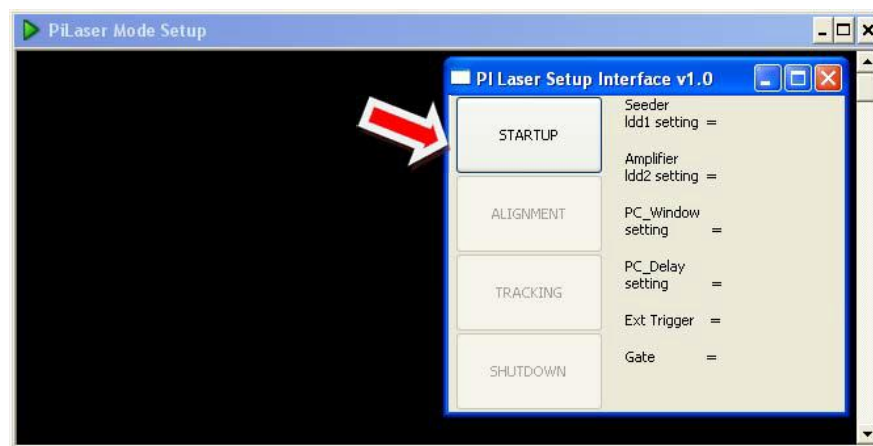 PiLaser Mode Setup
PI Laser Setup Interface v1.0
STARTUP
ALIGNMENT
TRACKING
SHUTDOWN
Seeder
ldd1 setting =
Amplifier
ldd2 setting =
PC_Window
setting =
PC_Delay
setting =
Ext Trigger =
Gate =